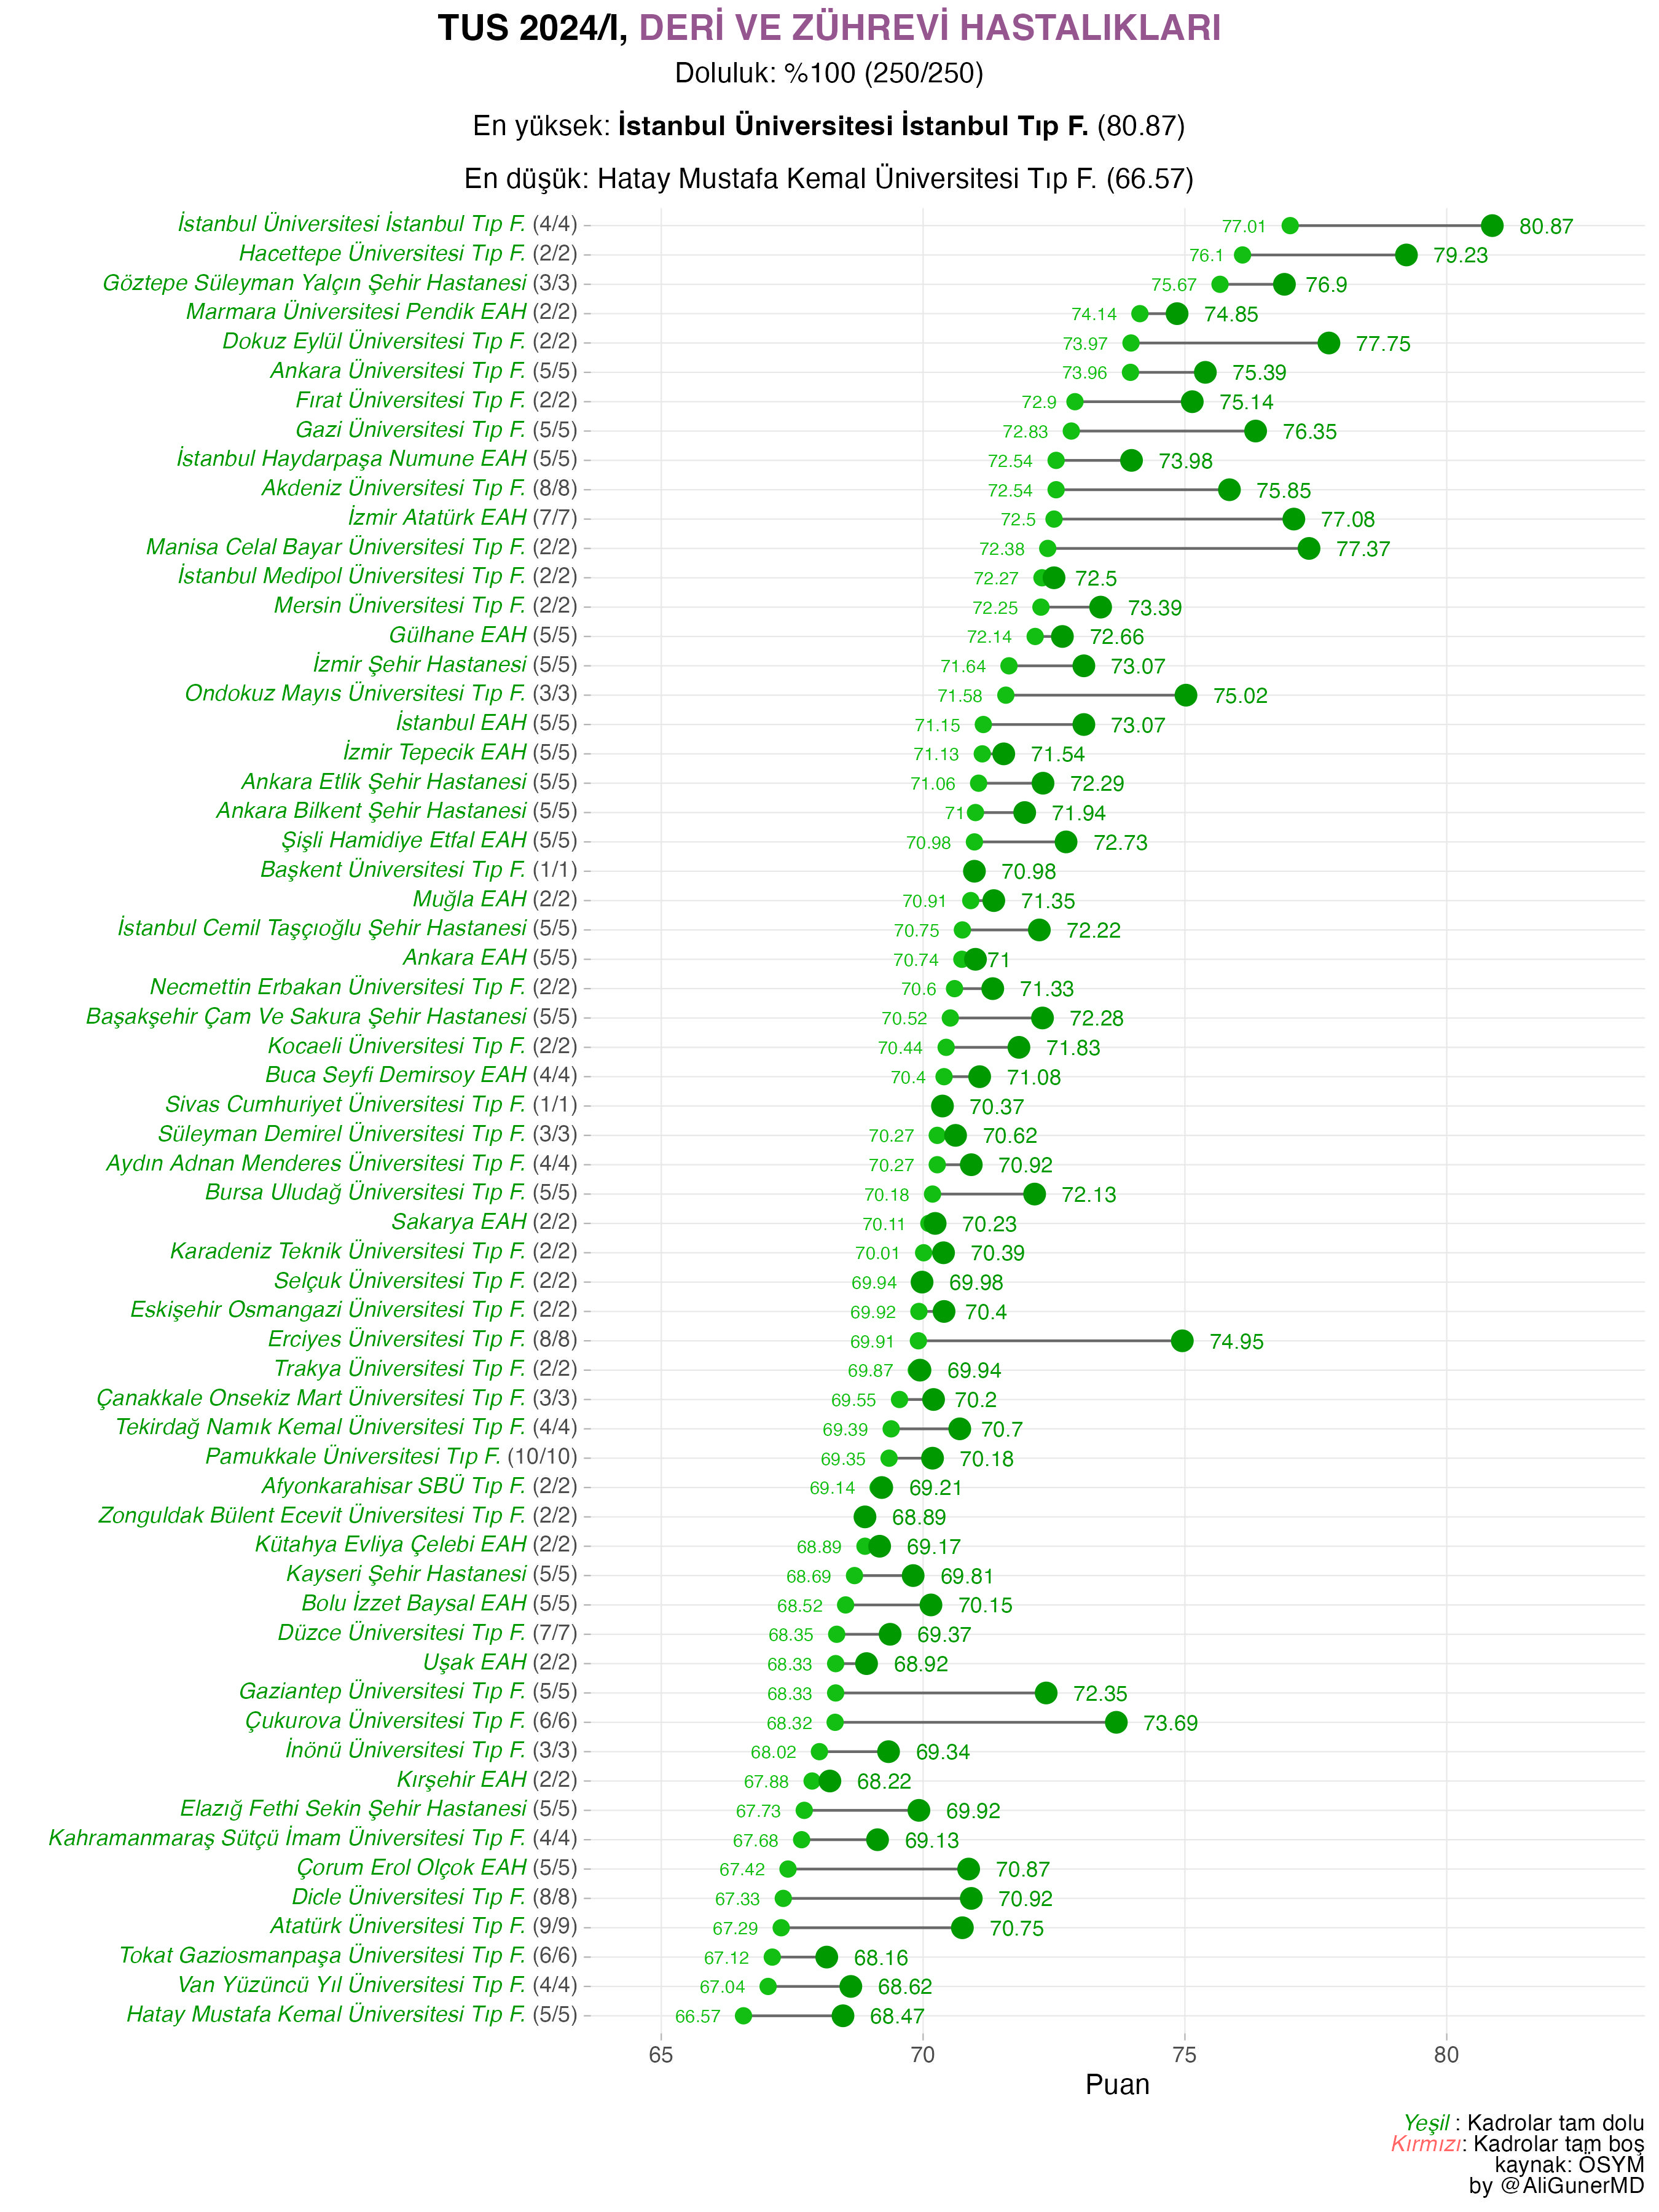 TUS 2024/I, DERİ VE ZÜHREVİ HASTALIKLARI
Doluluk: %100 (250/250)
En yüksek: İstanbul Üniversitesi İstanbul Tıp F. (80.87)
En düşük: Hatay Mustafa Kemal Üniversitesi Tıp F. (66.57)
İstanbul Üniversitesi İstanbul Tıp F. (4/4) 77.01 80.87
Hacettepe Üniversitesi Tıp F. (2/2) 76.1 79.23
Göztepe Süleyman Yalçın Şehir Hastanesi (3/3) 75.67 76.9
Marmara Üniversitesi Pendik EAH (2/2) 74.14 74.85
Dokuz Eylül Üniversitesi Tıp F. (2/2) 73.97 77.75
Ankara Üniversitesi Tıp F. (5/5) 73.96 75.39
Fırat Üniversitesi Tıp F. (2/2) 72.9 75.14
Gazi Üniversitesi Tıp F. (5/5) 72.83 76.35
İstanbul Haydarpaşa Numune EAH (5/5) 72.54 73.98
Akdeniz Üniversitesi Tıp F. (8/8) 72.54 75.85
İzmir Atatürk EAH (7/7) 72.5 77.08
Manisa Celal Bayar Üniversitesi Tıp F. (2/2) 72.38 77.37
İstanbul Medipol Üniversitesi Tıp F. (2/2) 72.27 72.5
Mersin Üniversitesi Tıp F. (2/2) 72.25 73.39
Gülhane EAH (5/5) 72.14 72.66
İzmir Şehir Hastanesi (5/5) 71.64 73.07
Ondokuz Mayıs Üniversitesi Tıp F. (3/3) 71.58 75.02
İstanbul EAH (5/5) 71.15 73.07
İzmir Tepecik EAH (5/5) 71.13 71.54
Ankara Etlik Şehir Hastanesi (5/5) 71.06 72.29
Ankara Bilkent Şehir Hastanesi (5/5) 71 71.94
Şişli Hamidiye Etfal EAH (5/5) 70.98 72.73
Başkent Üniversitesi Tıp F. (1/1) 70.98
Muğla EAH (2/2) 70.91 71.35
İstanbul Cemil Taşçıoğlu Şehir Hastanesi (5/5) 70.75 72.22
Ankara EAH (5/5) 70.74 71
Necmettin Erbakan Üniversitesi Tıp F. (2/2) 70.6 71.33
Başakşehir Çam Ve Sakura Şehir Hastanesi (5/5) 70.52 72.28
Kocaeli Üniversitesi Tıp F. (2/2) 70.44 71.83
Buca Seyfi Demirsoy EAH (4/4) 70.4 71.08
Sivas Cumhuriyet Üniversitesi Tıp F. (1/1) 70.37
Süleyman Demirel Üniversitesi Tıp F. (3/3) 70.27 70.62
Aydın Adnan Menderes Üniversitesi Tıp F. (4/4) 70.27 70.92
Bursa Uludağ Üniversitesi Tıp F. (5/5) 70.18 72.13
Sakarya EAH (2/2) 70.11 70.23
Karadeniz Teknik Üniversitesi Tıp F. (2/2) 70.01 70.39
Selçuk Üniversitesi Tıp F. (2/2) 69.94 69.98
Eskişehir Osmangazi Üniversitesi Tıp F. (2/2) 69.92 70.4
Erciyes Üniversitesi Tıp F. (8/8) 69.91 74.95
Trakya Üniversitesi Tıp F. (2/2) 69.87 69.94
Çanakkale Onsekiz Mart Üniversitesi Tıp F. (3/3) 69.55 70.2
Tekirdağ Namık Kemal Üniversitesi Tıp F. (4/4) 69.39 70.7
Pamukkale Üniversitesi Tıp F. (10/10) 69.35 70.18
Afyonkarahisar SBÜ Tıp F. (2/2) 69.14 69.21
Zonguldak Bülent Ecevit Üniversitesi Tıp F. (2/2) 68.89
Kütahya Evliya Çelebi EAH (2/2) 68.89 69.17
Kayseri Şehir Hastanesi (5/5) 68.69 69.81
Bolu İzzet Baysal EAH (5/5) 68.52 70.15
Düzce Üniversitesi Tıp F. (7/7) 68.35 69.37
Uşak EAH (2/2) 68.33 68.92
Gaziantep Üniversitesi Tıp F. (5/5) 68.33 72.35
Çukurova Üniversitesi Tıp F. (6/6) 68.32 73.69
İnönü Üniversitesi Tıp F. (3/3) 68.02 69.34
Kırşehir EAH (2/2) 67.88 68.22
Elazığ Fethi Sekin Şehir Hastanesi (5/5) 67.73 69.92
Kahramanmaraş Sütçü İmam Üniversitesi Tıp F. (4/4) 67.68 69.13
Çorum Erol Olçok EAH (5/5) 67.42 70.87
Dicle Üniversitesi Tıp F. (8/8) 67.33 70.92
Atatürk Üniversitesi Tıp F. (9/9) 67.29 70.75
Tokat Gaziosmanpaşa Üniversitesi Tıp F. (6/6) 67.12 68.16
Van Yüzüncü Yıl Üniversitesi Tıp F. (4/4) 67.04 68.62
Hatay Mustafa Kemal Üniversitesi Tıp F. (5/5) 66.57 68.47
65 70 75 80
Puan
Yeşil : Kadrolar tam dolu
Kırmızı: Kadrolar tam boş
kaynak: ÖSYM
by @AliGunerMD